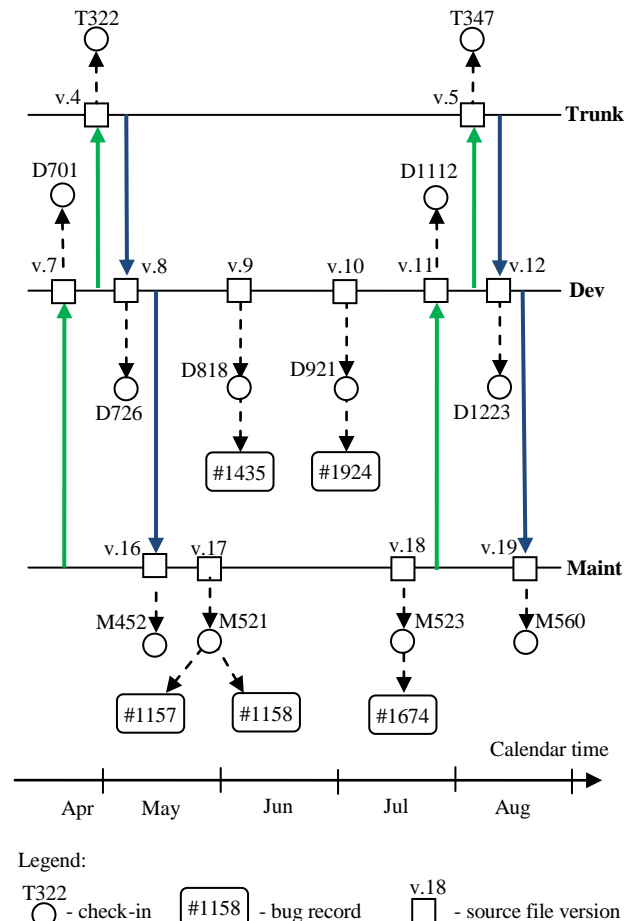 T322
T347
v.4
v.5
Trunk
D701
D1112
v.7
v.8
v.9
v.10
v.11
v.12
Dev
D818
D921
D726
D1223
#1435
#1924
v.16
v.17
v.18
v.19
Maint
M452
M521
M523
M560
#1157
#1158
#1674
Calendar time
Apr
May
Jun
Jul
Aug
Legend:
T322
- check-in
#1158
- bug record
v.18
- source file version